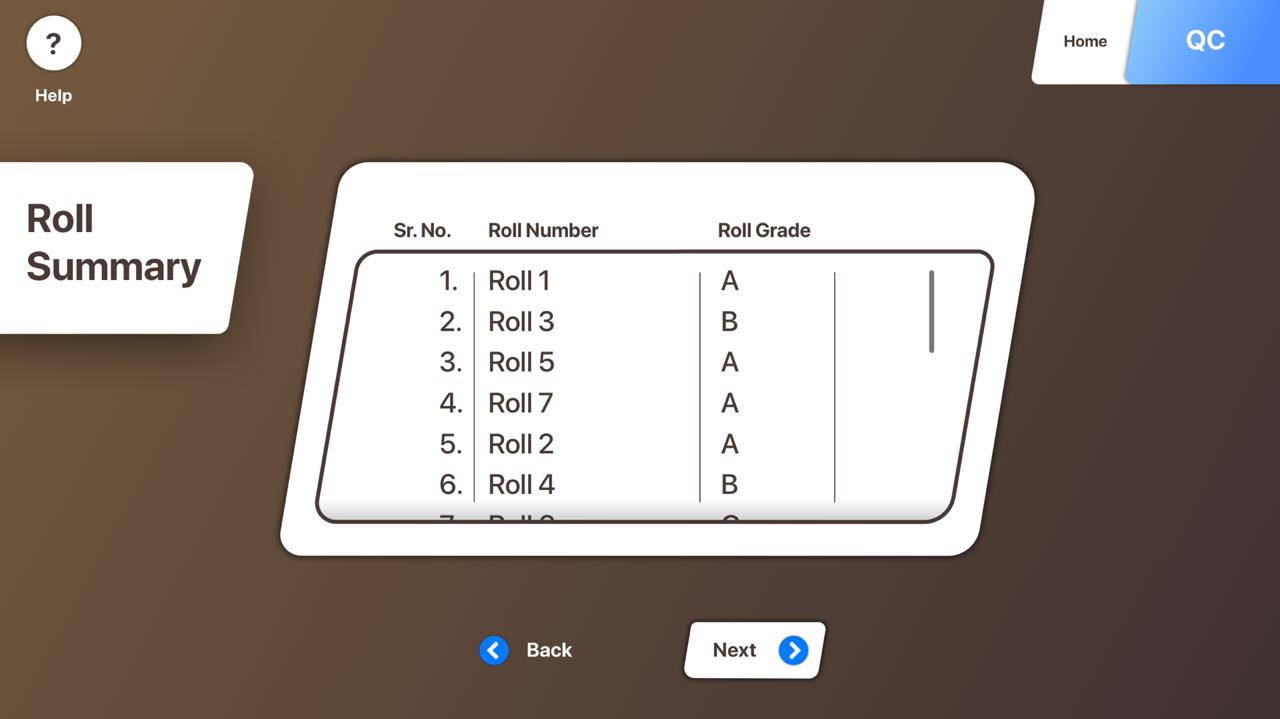 ?
Help
Home
QC
Roll
Summary
Sr. No. Roll Number Roll Grade
1. Roll 1 A
2. Roll 3 B
3. Roll 5 A
4. Roll 7 A
5. Roll 2 A
6. Roll 4 B
Back
Next